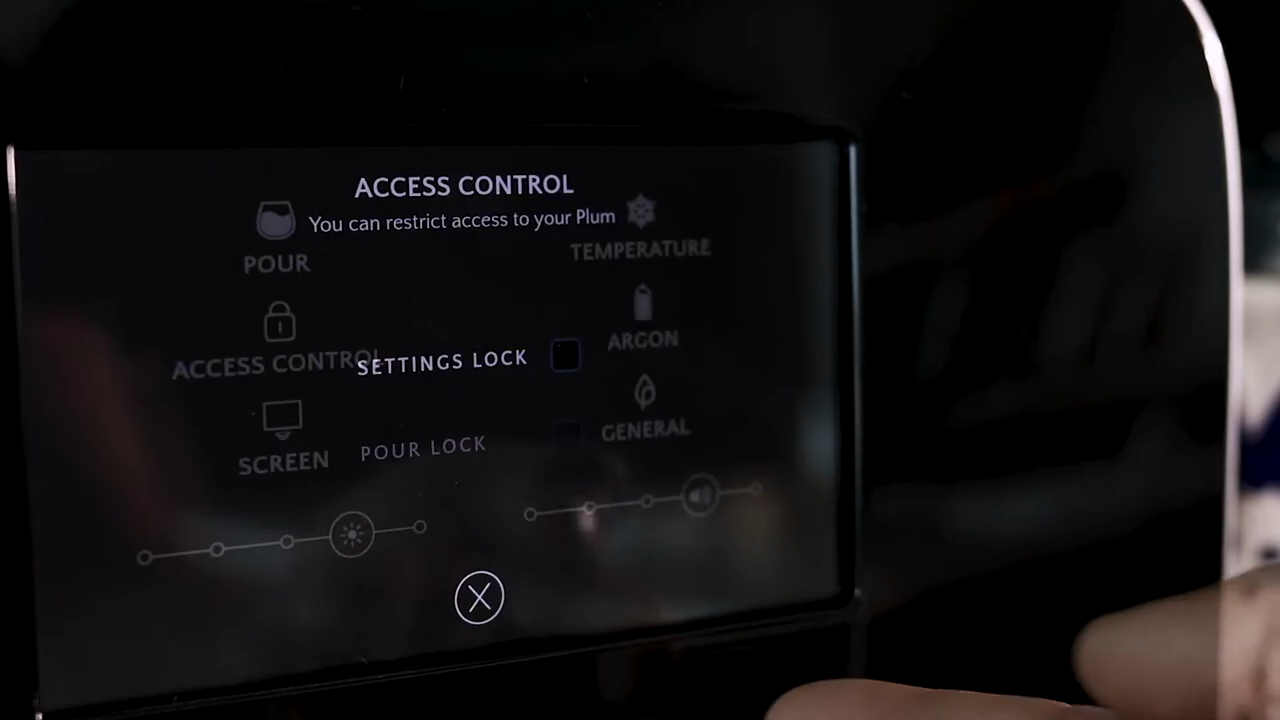 ACCESS CONTROL
You can restrict access to your Plum
POUR
TEMPERATURE
ACCESS CONTROL
SETTINGS LOCK
ARGON
SCREEN
POUR LOCK
GENERAL